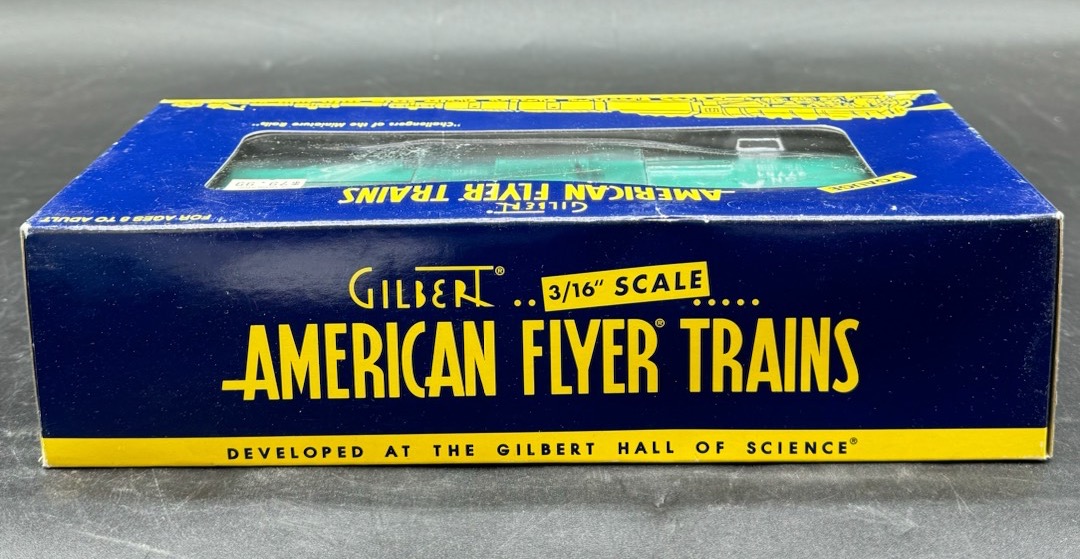 "Challengers of the Miniature Rails"
S GAUGE
GILBERT®
AMERICAN FLYER® TRAINS
FOR AGES 8 TO ADULT
GILBERT® .. 3/16" SCALE .....
AMERICAN FLYER® TRAINS
DEVELOPED AT THE GILBERT HALL OF SCIENCE®